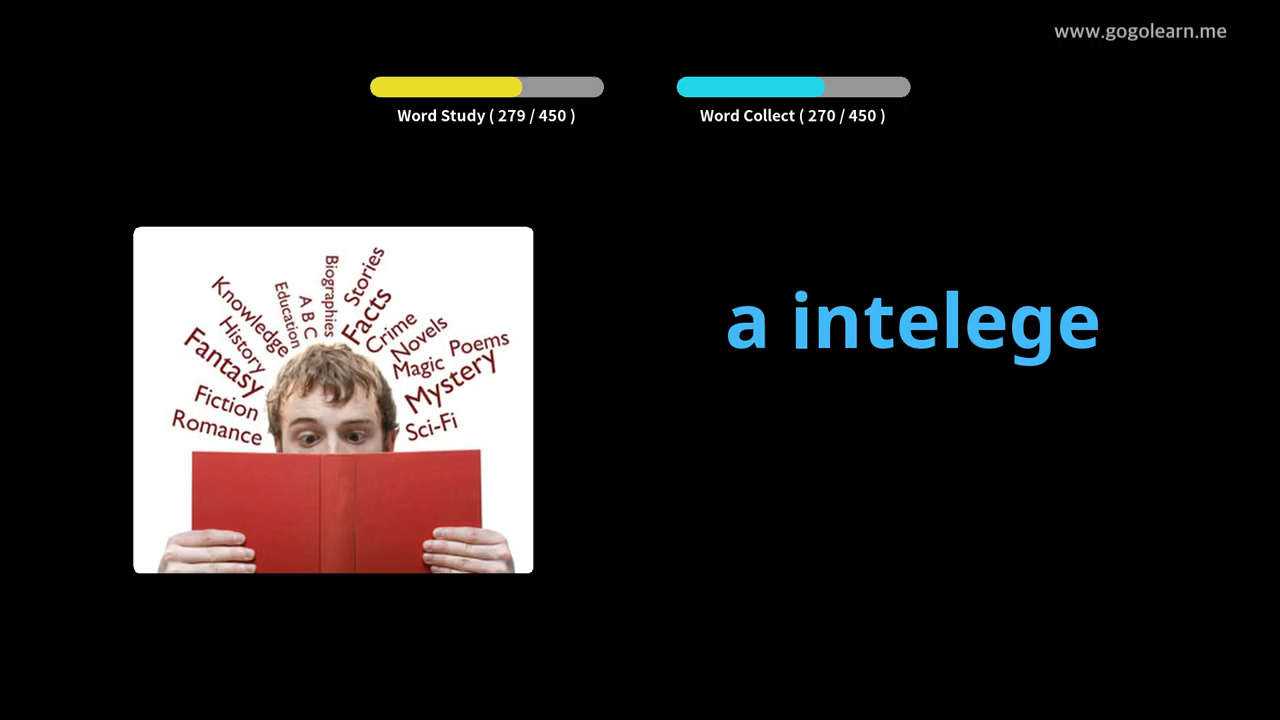 www.gogolearn.me
Word Study ( 279 / 450 )
Word Collect ( 270 / 450 )
a intelege
Knowledge
History
Fantasy
Fiction
Romance
Education
A B C
Biographies
Stories
Facts
Crime
Novels
Magic
Poems
Mystery
Sci-Fi